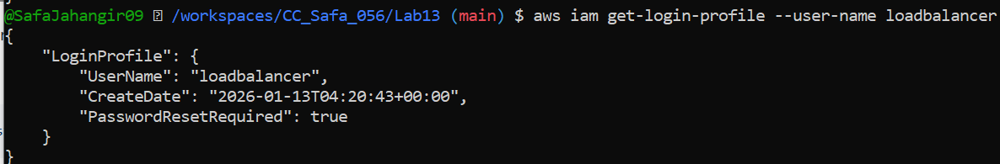 @SafaJahangir09 /workspaces/CC_Safa_056/Lab13 (main) $ aws iam get-login-profile --user-name loadbalancer
{
    "LoginProfile": {
        "UserName": "loadbalancer",
        "CreateDate": "2026-01-13T04:20:43+00:00",
        "PasswordResetRequired": true
    }
}